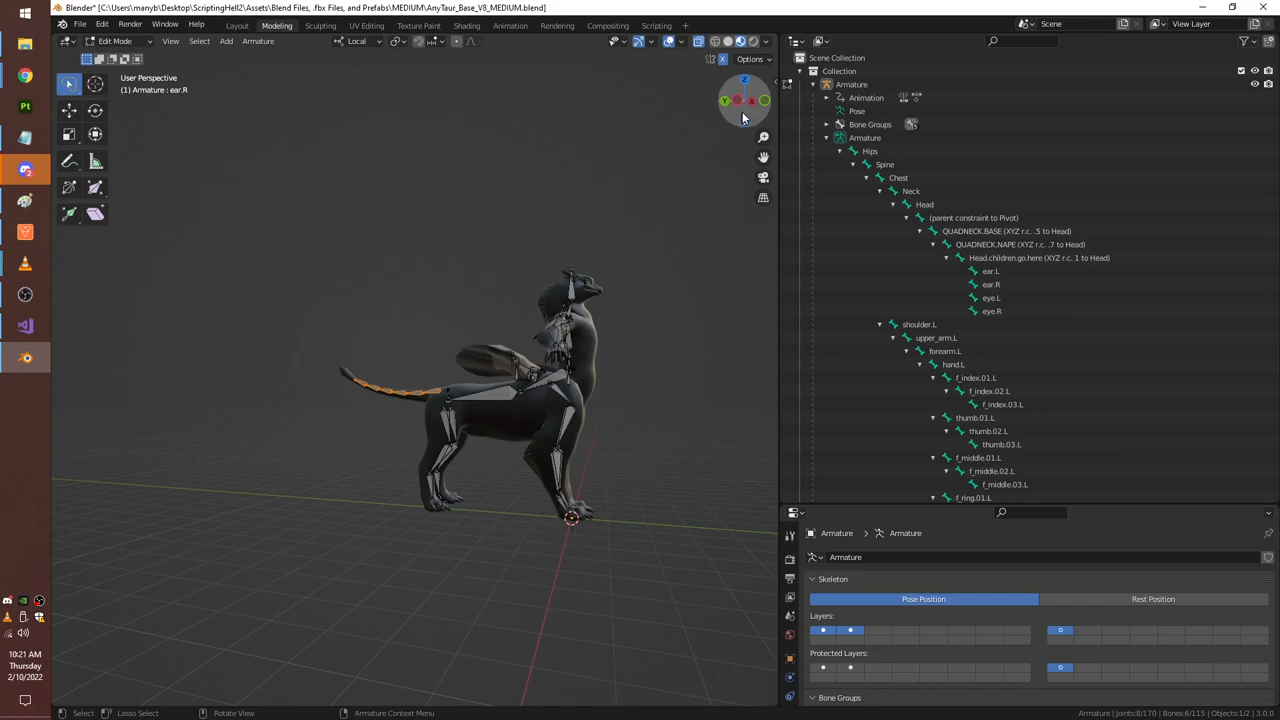 Blender* [C:\Users\manyb\Desktop\ScriptingHell2\Assets\Blend Files, .fbx Files, and Prefabs\MEDIUM\AnyTaur_Base_V8_MEDIUM.blend]
File Edit Render Window Help Layout Modeling Sculpting UV Editing Texture Paint Shading Animation Rendering Compositing Scripting + Scene View Layer
Edit Mode View Select Add Armature Local
X Options
User Perspective
(1) Armature : ear.R
Z
Y X
Scene Collection
Collection
Armature
Animation
Pose
Bone Groups 15
Armature
Hips
Spine
Chest
Neck
Head
(parent constraint to Pivot)
QUADNECK.BASE (XYZ r.c. .5 to Head)
QUADNECK.NAPE (XYZ r.c. .7 to Head)
Head.children.go.here (XYZ r.c. 1 to Head)
ear.L
ear.R
eye.L
eye.R
shoulder.L
upper_arm.L
forearm.L
hand.L
f_index.01.L
f_index.02.L
f_index.03.L
thumb.01.L
thumb.02.L
thumb.03.L
f_middle.01.L
f_middle.02.L
f_middle.03.L
f_ring.01.L
Armature > Armature
Armature
Skeleton
Pose Position Rest Position
Layers:
Protected Layers:
Bone Groups
10:21 AM
Thursday
2/10/2022
Select Lasso Select Rotate View Armature Context Menu Armature | Joints:8/170 | Bones:6/115 | Objects:1/2 | 3.0.0